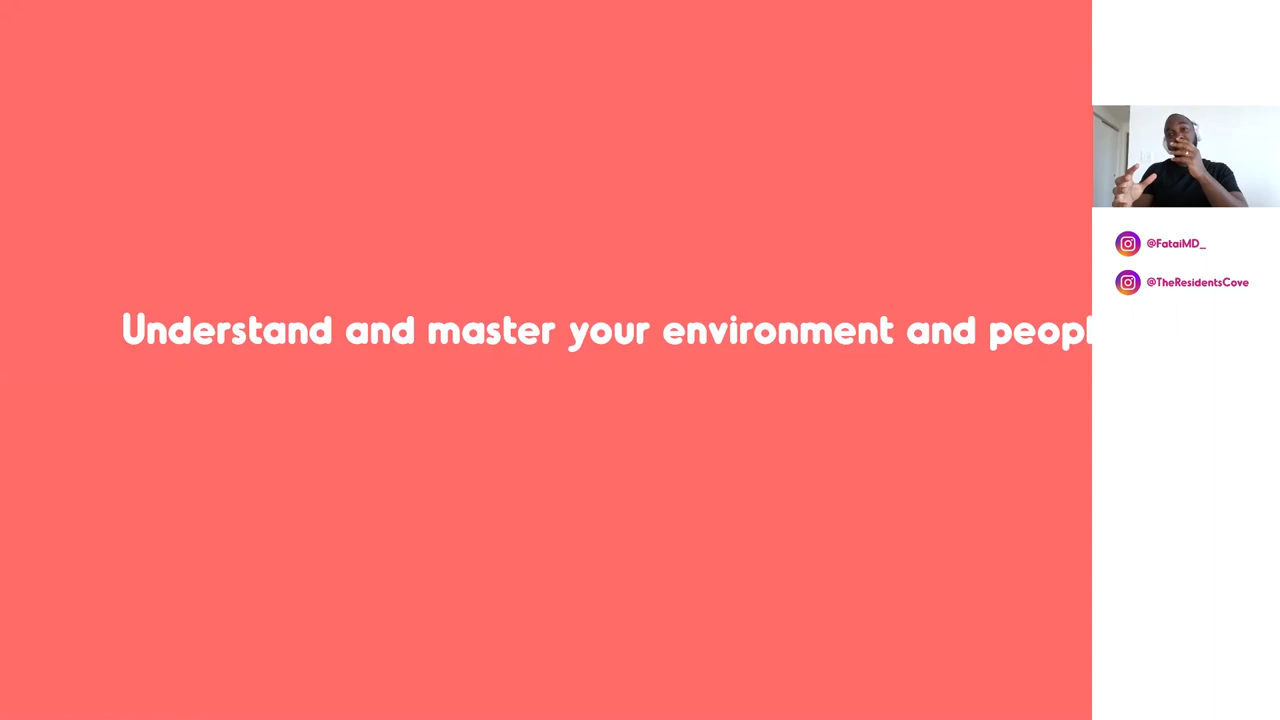 Understand and master your environment and peopl
@FataiMD_
@TheResidentsCove